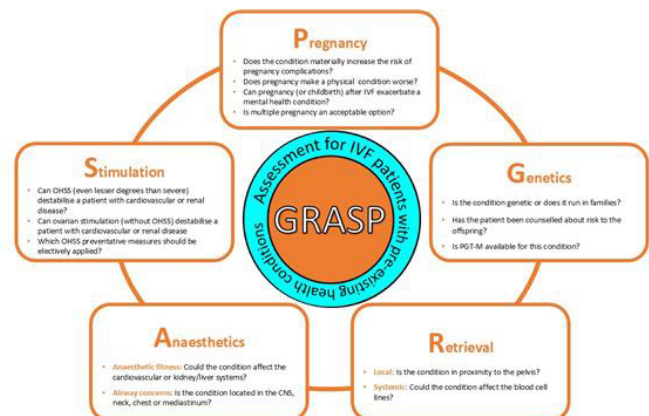 Pregnancy
• Does the condition materially increase the risk of
pregnancy complications?
• Does pregnancy make a physical condition worse?
• Can pregnancy (or childbirth) after IVF exacerbate a
mental health condition?
• Is multiple pregnancy an acceptable option?
Stimulation
• Can OHSS (even lesser degrees than severe)
destabilise a patient with cardiovascular or renal
disease?
• Can ovarian stimulation (without OHSS) destabilise a
patient with cardiovascular or renal disease
• Which OHSS preventative measures should be
electively applied?
Assessment for IVF patients with pre-existing health conditions
GRASP
Genetics
• Is the condition genetic or does it run in families?
• Has the patient been counselled about risk to the
offspring?
• Is PGT-M available for this condition?
Anaesthetics
• Anaesthetic fitness: Could the condition affect the
cardiovascular or kidney/liver systems?
• Airway concerns: Is the condition located in the CNS,
neck, chest or mediastinum?
Retrieval
• Local: Is the condition in proximity to the pelvis?
• Systemic: Could the condition affect the blood cell
lines?